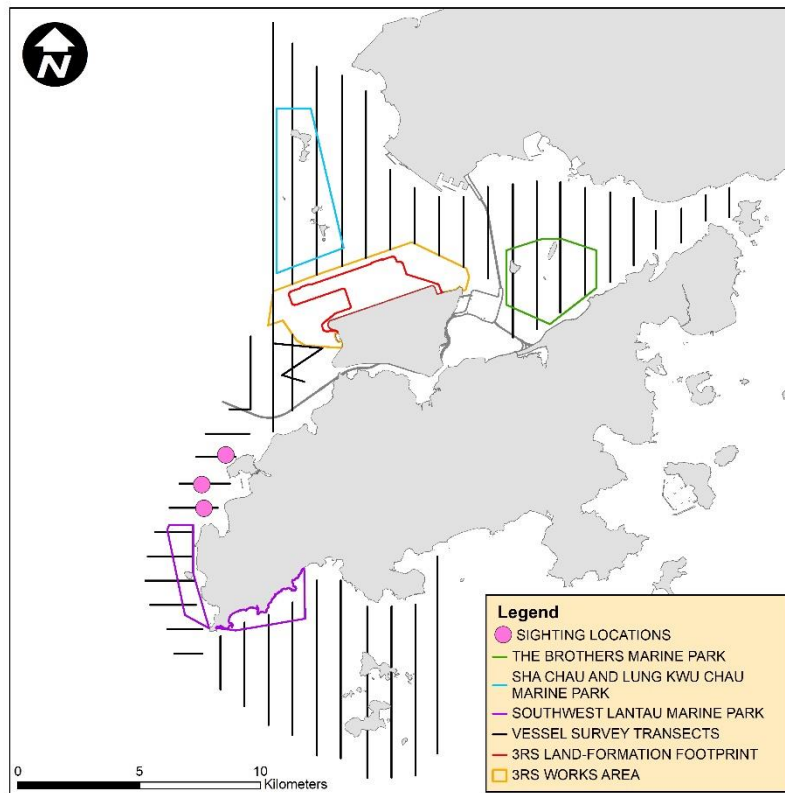 N
Legend
SIGHTING LOCATIONS
THE BROTHERS MARINE PARK
SHA CHAU AND LUNG KWU CHAU
MARINE PARK
SOUTHWEST LANTAU MARINE PARK
VESSEL SURVEY TRANSECTS
3RS LAND-FORMATION FOOTPRINT
3RS WORKS AREA
0 5 10
Kilometers